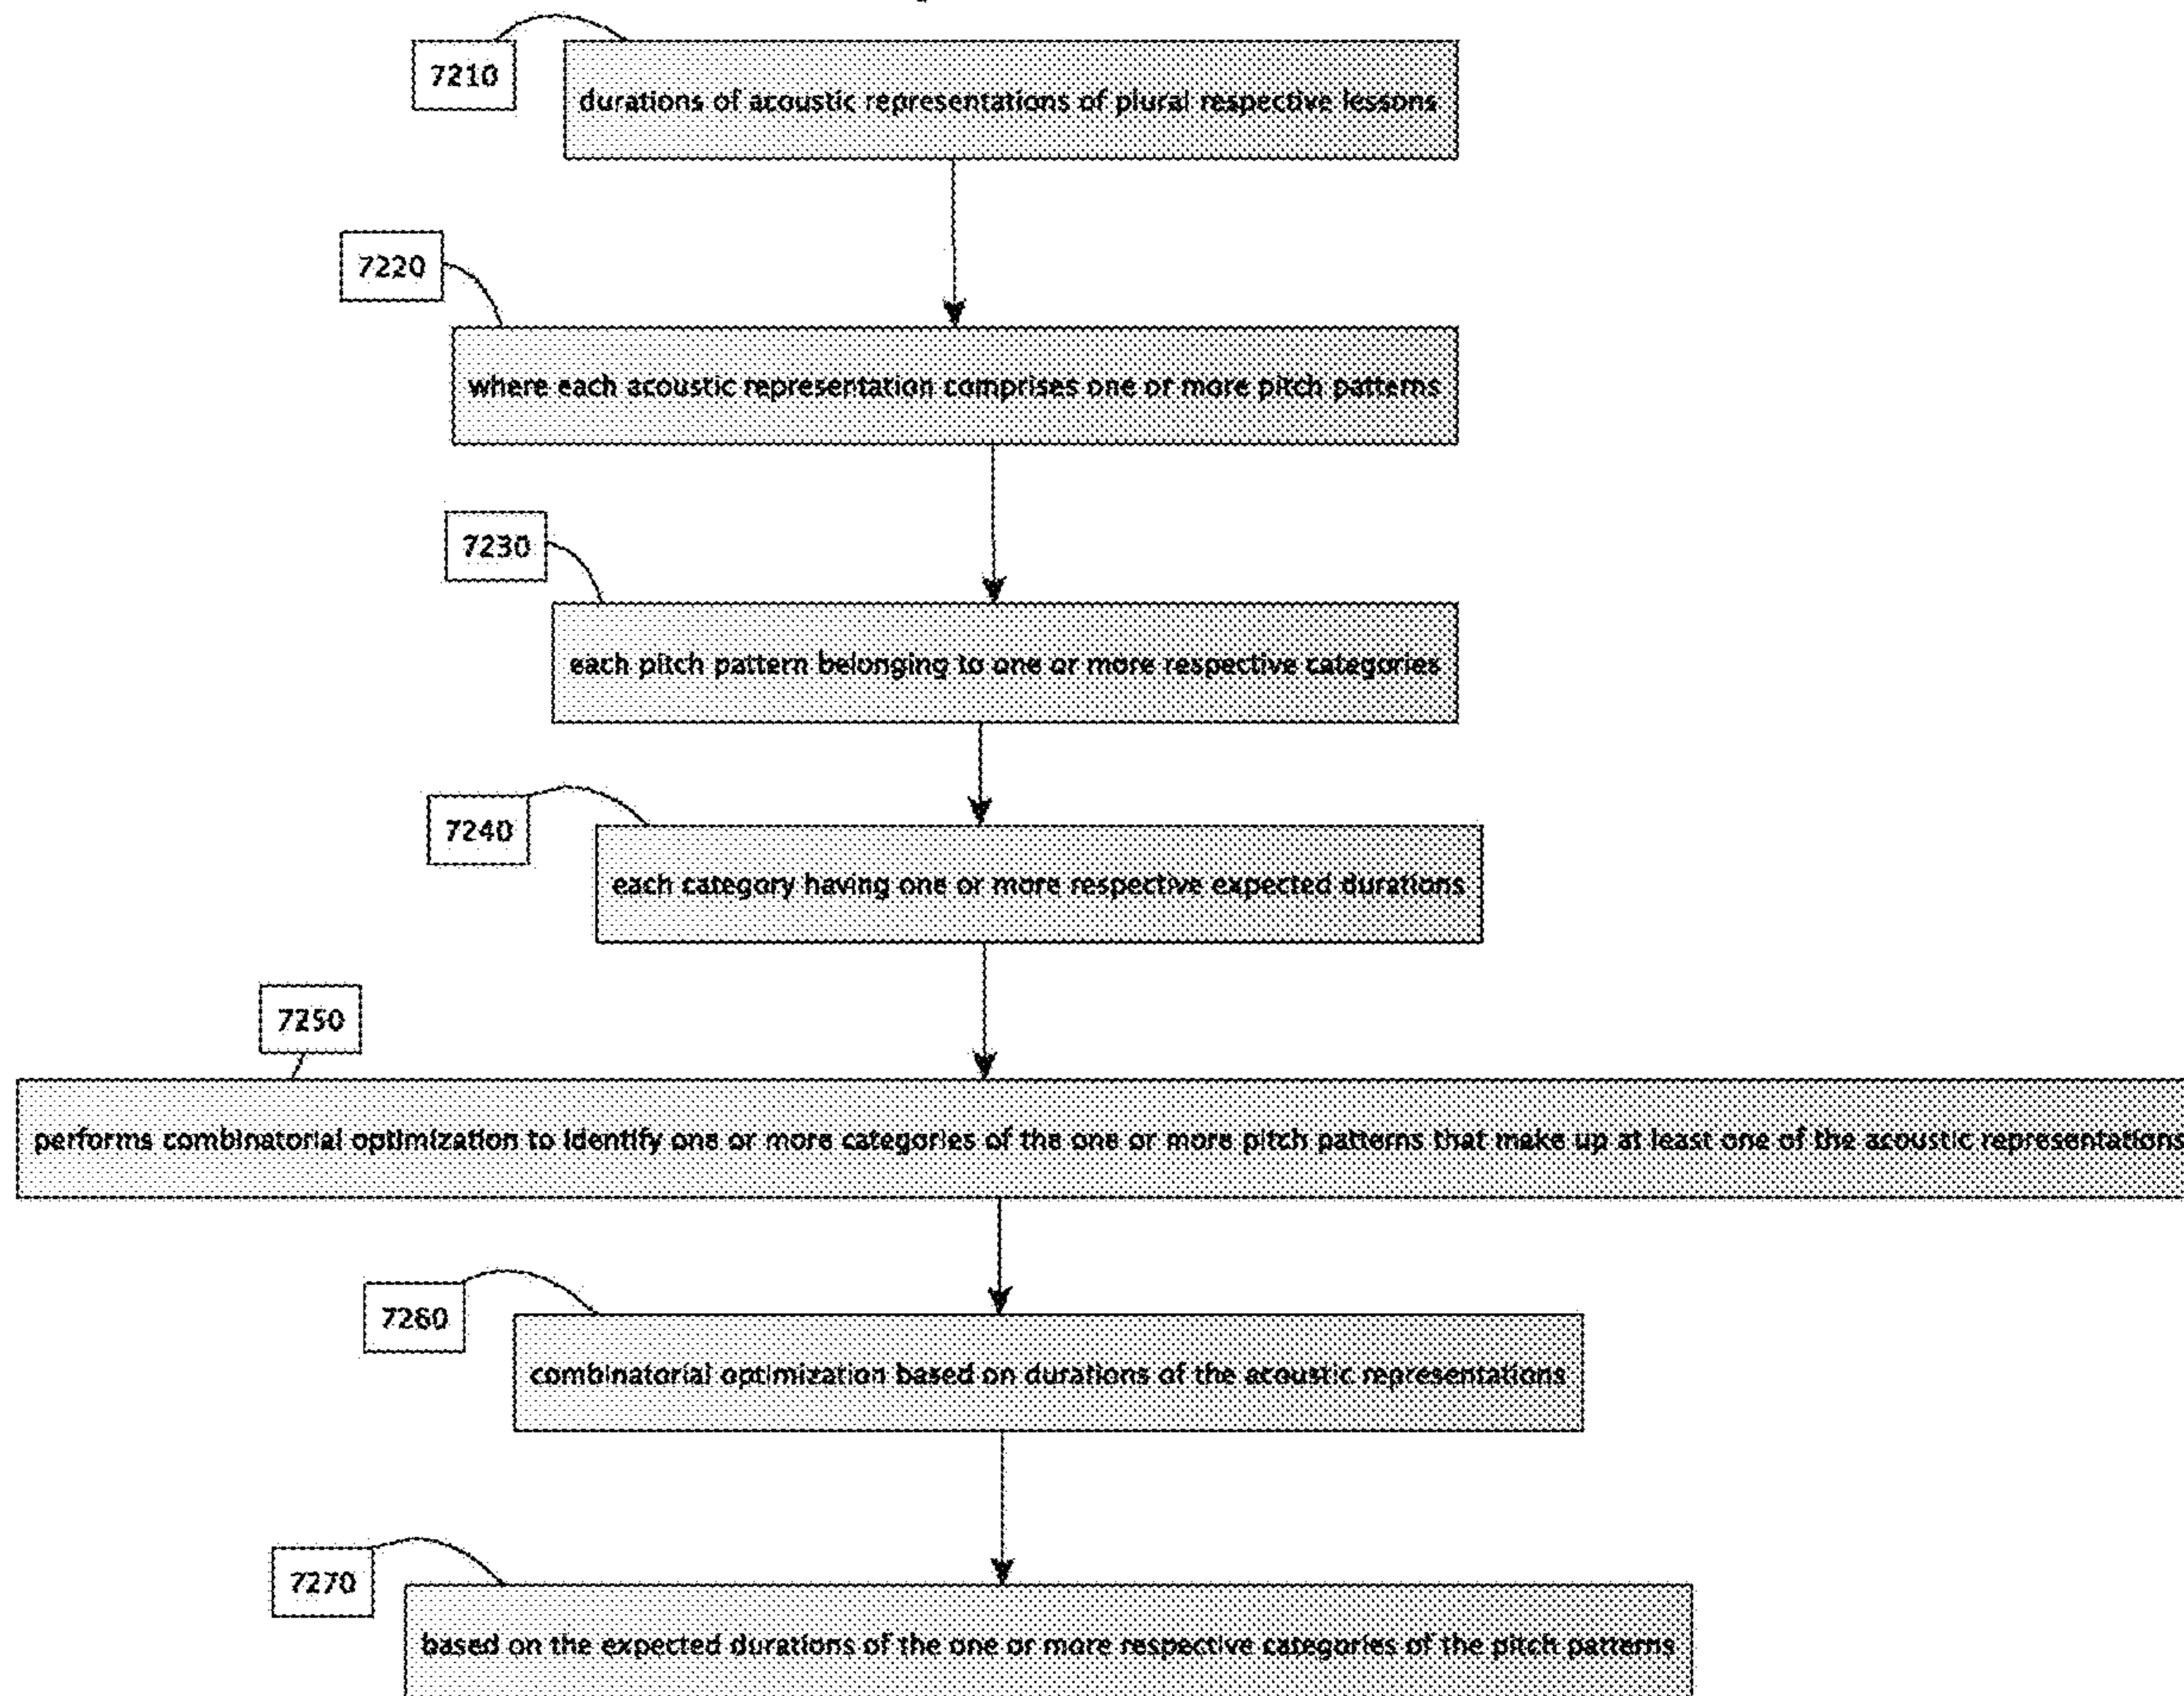 7210
durations of acoustic representations of plural respective lessons
7220
where each acoustic representation comprises one or more pitch patterns
7230
each pitch pattern belonging to one or more respective categories
7240
each category having one or more respective expected durations
7250
performs combinatorial optimization to identify one or more categories of the one or more pitch patterns that make up at least one of the acoustic representations
7260
combinatorial optimization based on durations of the acoustic representations
7270
based on the expected durations of the one or more respective categories of the pitch patterns